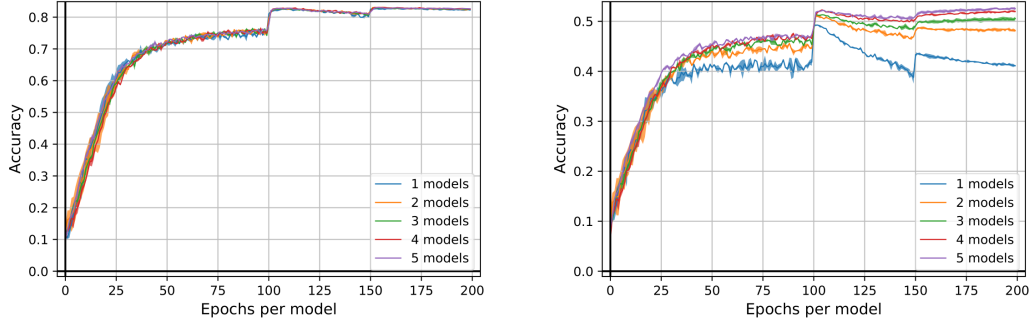 0.8
0.7
0.6
0.5
0.4
0.3
0.2
0.1
0.0
Accuracy
0 25 50 75 100 125 150 175 200
Epochs per model
1 models
2 models
3 models
4 models
5 models
0.5
0.4
0.3
0.2
0.1
0.0
Accuracy
0 25 50 75 100 125 150 175 200
Epochs per model
1 models
2 models
3 models
4 models
5 models